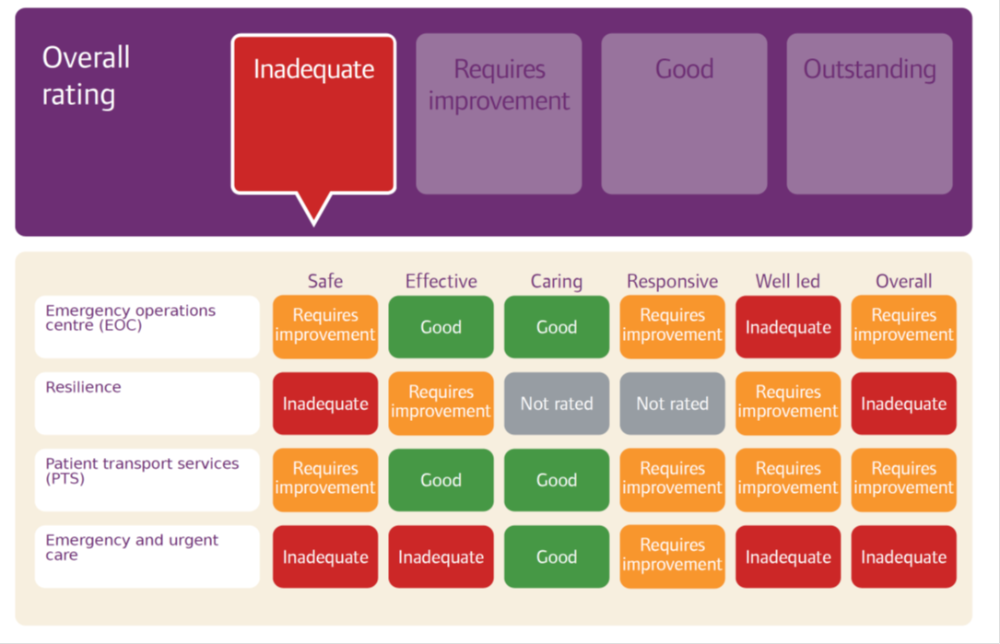 Overall
rating
Inadequate
Requires
improvement
Good
Outstanding
Safe Effective Caring Responsive Well led Overall
Emergency operations
centre (EOC)
Requires
improvement
Good
Good
Requires
improvement
Inadequate
Requires
improvement
Resilience
Inadequate
Requires
improvement
Not rated
Not rated
Requires
improvement
Inadequate
Patient transport services
(PTS)
Requires
improvement
Good
Good
Requires
improvement
Requires
improvement
Requires
improvement
Emergency and urgent
care
Inadequate
Inadequate
Good
Requires
improvement
Inadequate
Inadequate